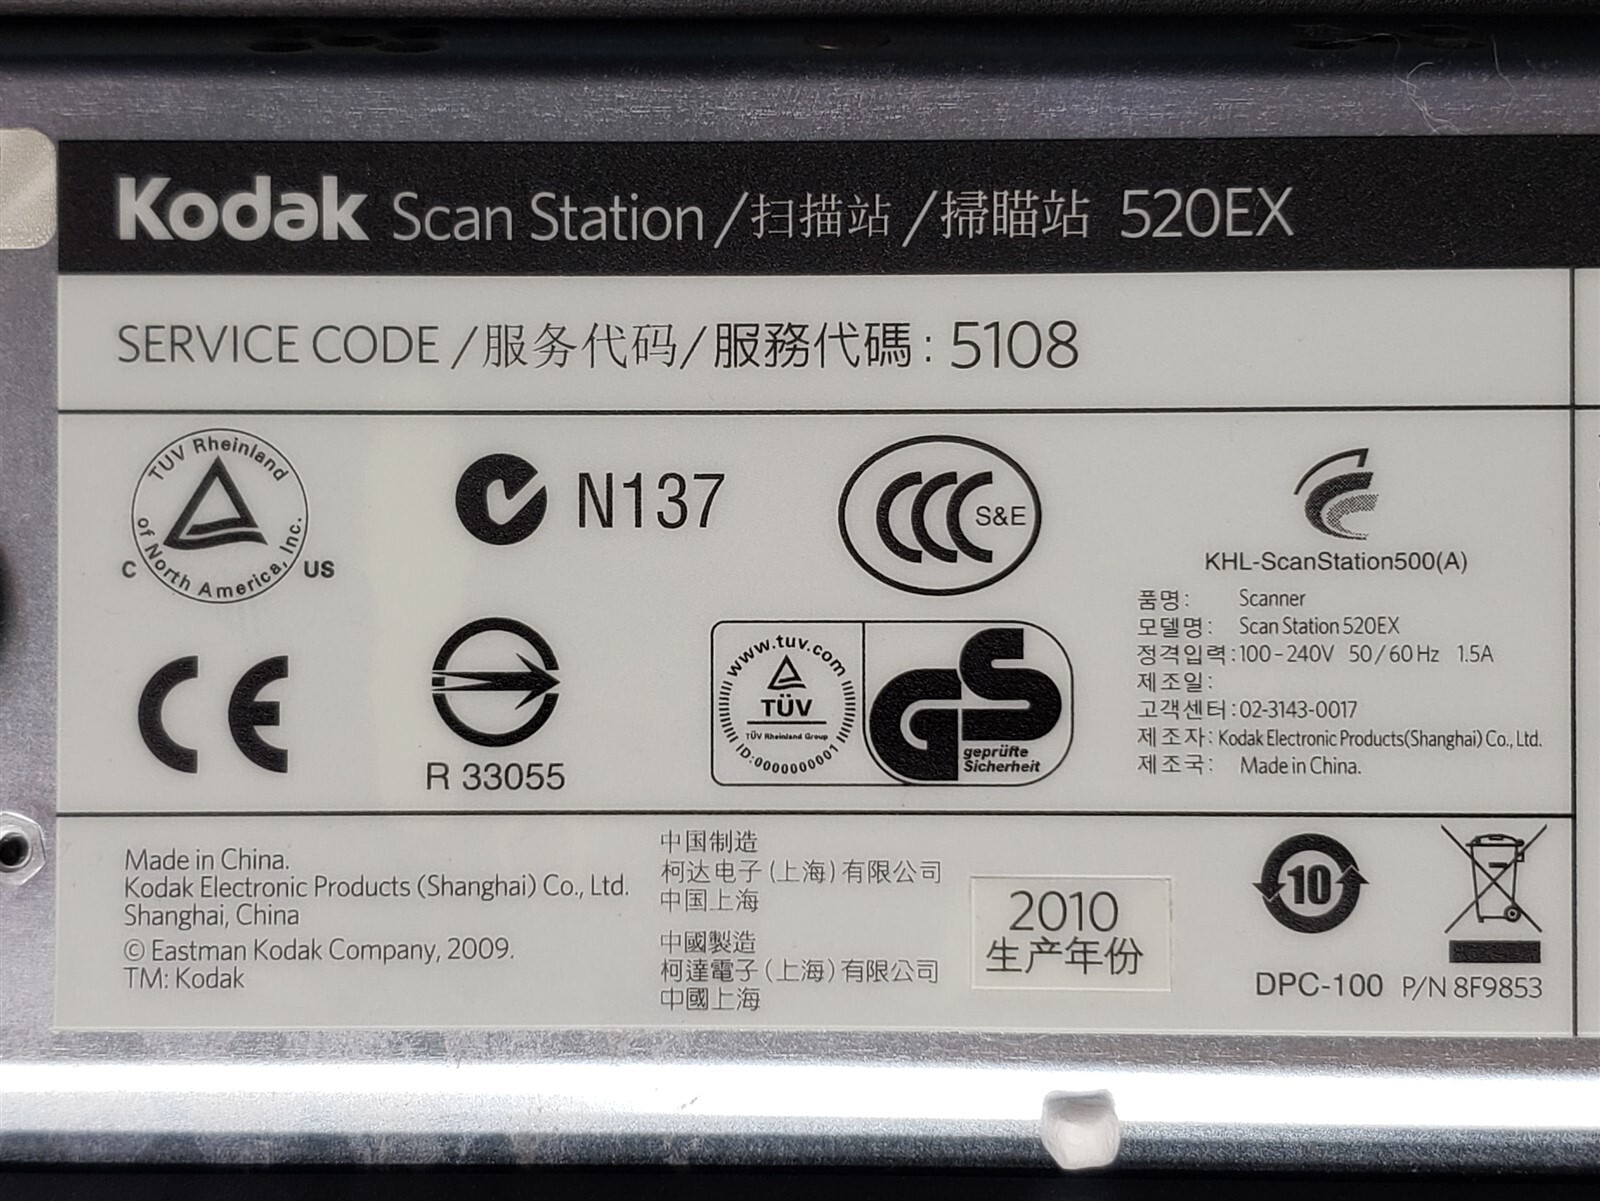 Kodak Scan Station /扫描站 /掃瞄站 520EX
SERVICE CODE /服务代码/服務代碼 : 5108
TUV Rheinland
of North America, Inc.
C US
N137
S&E
KHL-ScanStation500(A)
품명: Scanner
모델명: Scan Station 520EX
정격입력: 100-240V 50/60Hz 1.5A
제조일:
고객센터: 02-3143-0017
제조자: Kodak Electronic Products(Shanghai) Co., Ltd.
제조국: Made in China.
CE
R 33055
www.tuv.com
TÜV
TÜV Rheinland Group
ID:0000000001
GS
geprüfte
Sicherheit
Made in China.
Kodak Electronic Products (Shanghai) Co., Ltd.
Shanghai, China
© Eastman Kodak Company, 2009.
TM: Kodak
中国制造
柯达电子(上海)有限公司
中国上海
中國製造
柯達電子(上海)有限公司
中國上海
2010
生产年份
10
DPC-100 P/N 8F9853